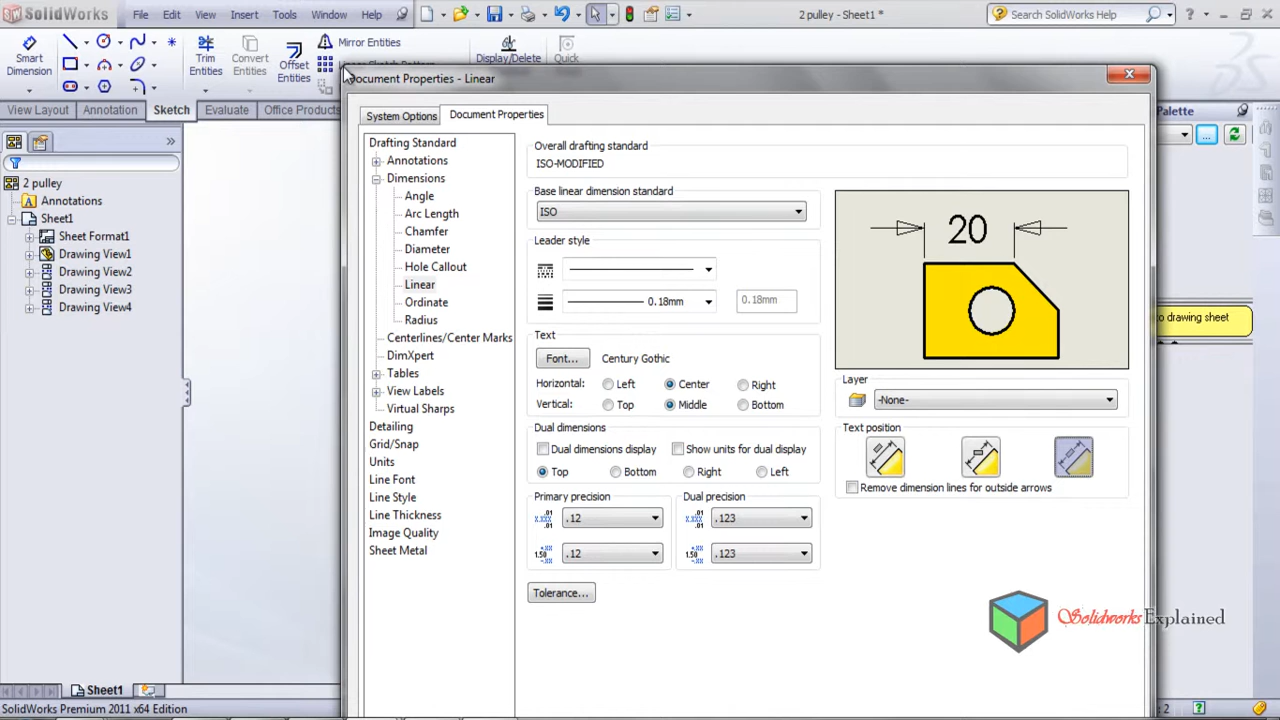 SolidWorks File Edit View Insert Tools Window Help 2 pulley - Sheet1 * Search SolidWorks Help
Smart Dimension Trim Entities Convert Entities Offset Entities Mirror Entities Display/Delete Quick
View Layout Annotation Sketch Evaluate Office Products
2 pulley
Annotations
Sheet1
Sheet Format1
Drawing View1
Drawing View2
Drawing View3
Drawing View4
Document Properties - Linear
System Options Document Properties
Drafting Standard
Annotations
Dimensions
Angle
Arc Length
Chamfer
Diameter
Hole Callout
Linear
Ordinate
Radius
Centerlines/Center Marks
DimXpert
Tables
View Labels
Virtual Sharps
Detailing
Grid/Snap
Units
Line Font
Line Style
Line Thickness
Image Quality
Sheet Metal
Overall drafting standard
ISO-MODIFIED
Base linear dimension standard
ISO
Leader style
0.18mm 0.18mm
Text
Font... Century Gothic
Horizontal: Left Center Right
Vertical: Top Middle Bottom
Dual dimensions
Dual dimensions display Show units for dual display
Top Bottom Right Left
Primary precision Dual precision
.12 .123
.12 .123
Tolerance...
20
Layer
-None-
Text position
Remove dimension lines for outside arrows
Palette
to drawing sheet
Solidworks Explained
Sheet1
SolidWorks Premium 2011 x64 Edition
: 2